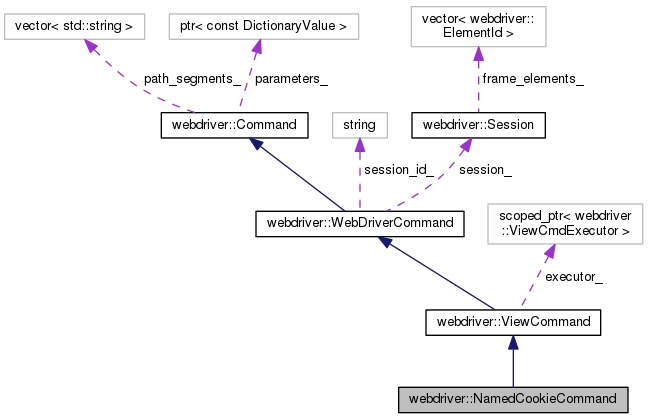 vector< std::string >
ptr< const DictionaryValue >
vector< webdriver::
ElementId >
path_segments_
parameters_
frame_elements_
webdriver::Command
string
webdriver::Session
session_id_
session_
webdriver::WebDriverCommand
scoped_ptr< webdriver
::ViewCmdExecutor >
executor_
webdriver::ViewCommand
webdriver::NamedCookieCommand